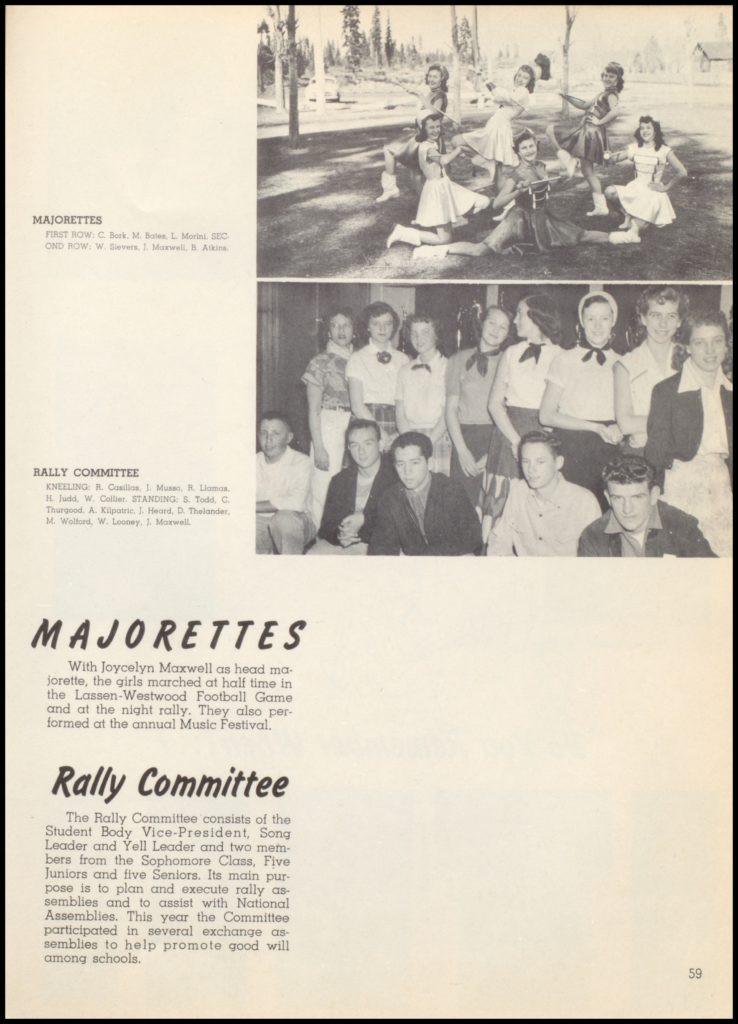 MAJORETTES
FIRST ROW: C. Bork, M. Bates, L. Morini. SEC-
OND ROW: W. Sievers, J. Maxwell, B. Atkins.
RALLY COMMITTEE
KNEELING: R. Casillas, J. Musso, R. Llamas,
H. Judd, W. Collier. STANDING: S. Todd, C.
Thurgood, A. Kilpatric, J. Heard, D. Thelander,
M. Wolford, W. Looney, J. Maxwell.
MAJORETTES
With Joycelyn Maxwell as head ma-
jorette, the girls marched at half time in
the Lassen-Westwood Football Game
and at the night rally. They also per-
formed at the annual Music Festival.
Rally Committee
The Rally Committee consists of the
Student Body Vice-President, Song
Leader and Yell Leader and two mem-
bers from the Sophomore Class, Five
Juniors and five Seniors. Its main pur-
pose is to plan and execute rally as-
semblies and to assist with National
Assemblies. This year the Committee
participated in several exchange as-
semblies to help promote good will
among schools.
59